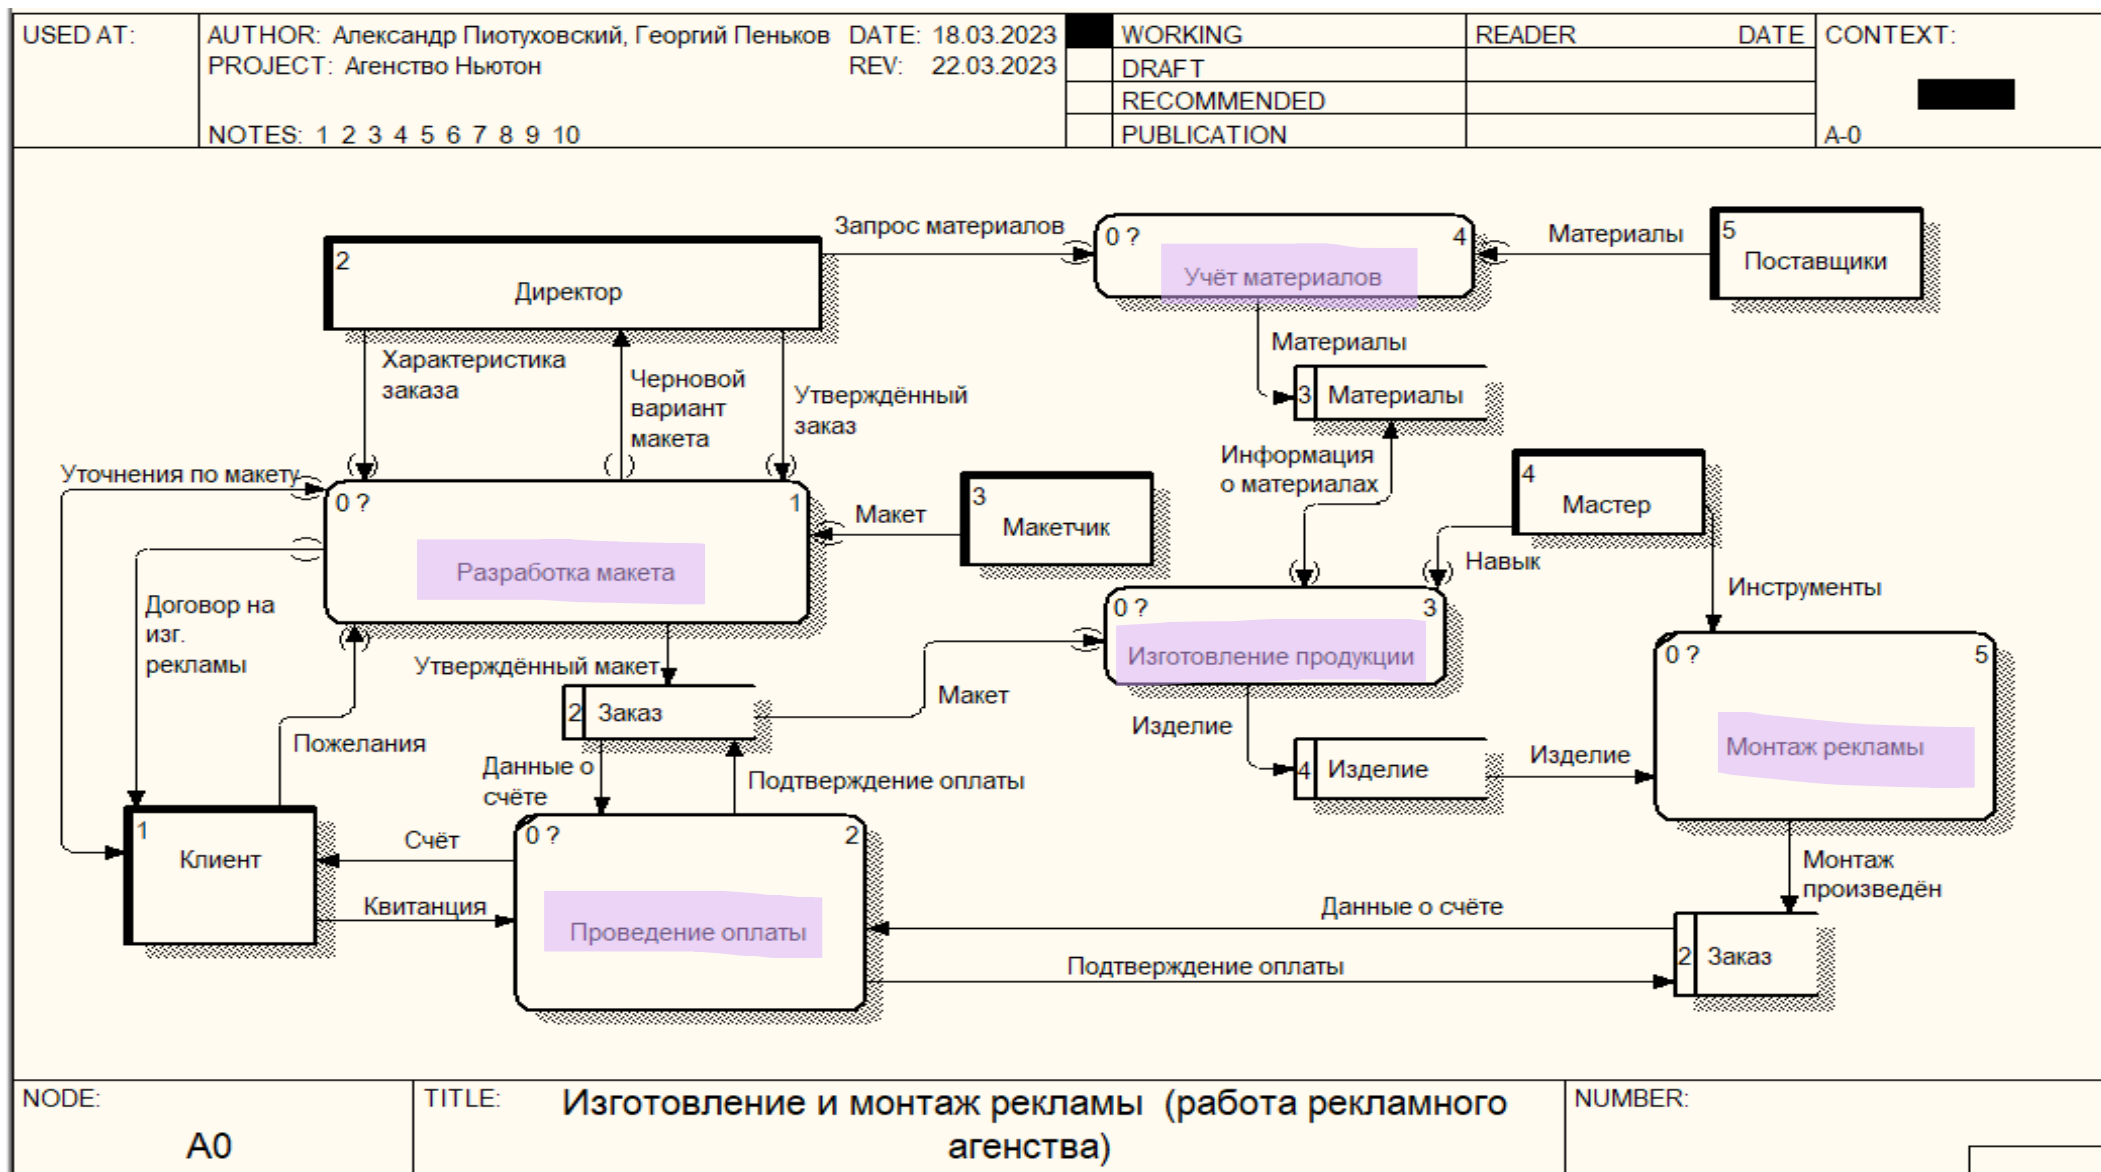 USED AT:
AUTHOR: Александр Пиотуховский, Георгий Пеньков
DATE: 18.03.2023
PROJECT: Агенство Ньютон
REV: 22.03.2023
NOTES: 1 2 3 4 5 6 7 8 9 10
WORKING
DRAFT
RECOMMENDED
PUBLICATION
READER
DATE
CONTEXT:
A-0
2
Директор
Запрос материалов
0 ?
4
Учёт материалов
Материалы
5
Поставщики
Характеристика
заказа
Черновой
вариант
макета
Утверждённый
заказ
Материалы
3
Материалы
Информация
о материалах
4
Мастер
Уточнения по макету
0 ?
1
Разработка макета
Макет
3
Макетчик
Навык
Инструменты
Договор на
изг.
рекламы
0 ?
3
Изготовление продукции
Утверждённый макет
2
Заказ
Макет
Изделие
0 ?
5
Монтаж рекламы
Пожелания
Данные о
счёте
Подтверждение оплаты
4
Изделие
Изделие
1
Клиент
Счёт
Квитанция
0 ?
2
Проведение оплаты
Монтаж
произведён
Данные о счёте
Подтверждение оплаты
2
Заказ
NODE:
A0
TITLE:
Изготовление и монтаж рекламы (работа рекламного
агенства)
NUMBER: